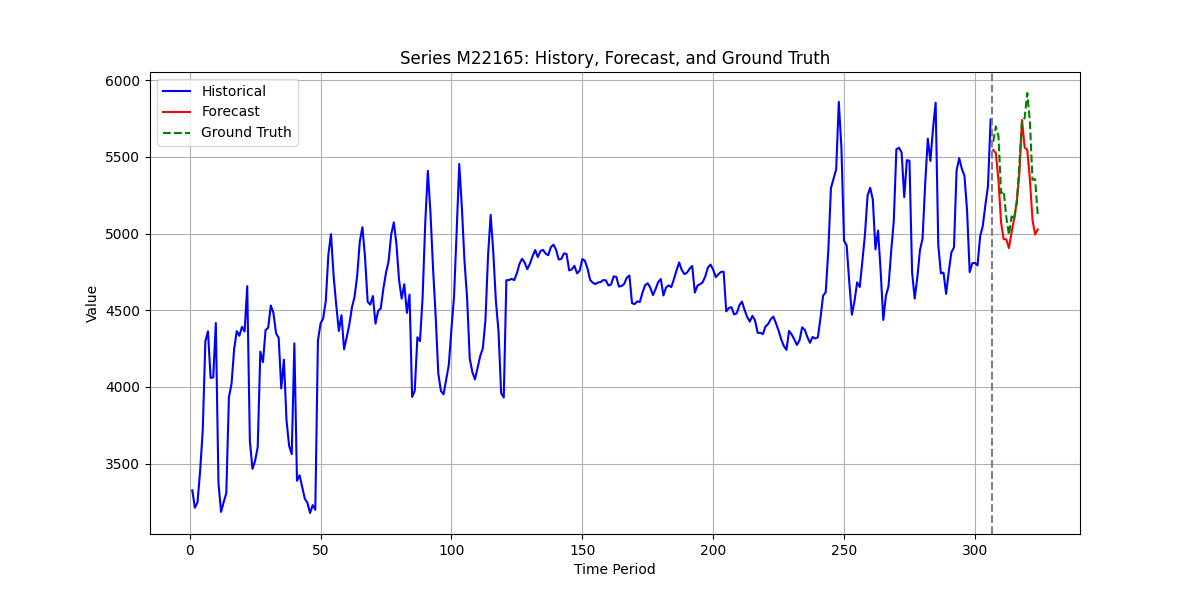 Series M22165: History, Forecast, and Ground Truth
Historical
Forecast
Ground Truth
Value
6000
5500
5000
4500
4000
3500
0 50 100 150 200 250 300
Time Period